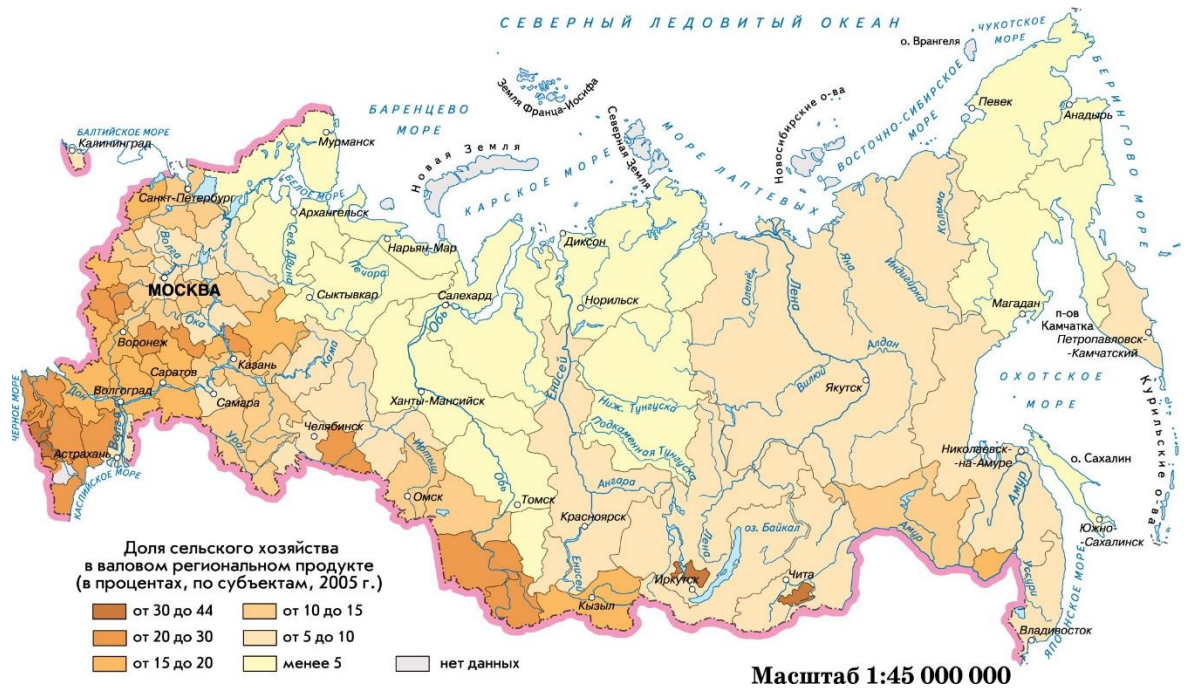 СЕВЕРНЫЙ ЛЕДОВИТЫЙ ОКЕАН
ЧУКОТСКОЕ
МОРЕ
о. Врангеля
БЕРИНГОВО МОРЕ
Земля Франца-Иосифа
Северная Земля
Новосибирские о-ва
ВОСТОЧНО-СИБИРСКОЕ
МОРЕ
Певек
Анадырь
БАРЕНЦЕВО
МОРЕ
Новая Земля
КАРСКОЕ МОРЕ
МОРЕ ЛАПТЕВЫХ
БАЛТИЙСКОЕ МОРЕ
Калининград
Мурманск
БЕЛОЕ МОРЕ
Санкт-Петербург
Архангельск
Сев. Двина
Нарьян-Мар
Печора
Диксон
Норильск
Оленёк
Лена
Яна
Индигирка
Колыма
Магадан
п-ов
Камчатка
Петропавловск-
-Камчатский
Волга
МОСКВА
Сыктывкар
Салехард
Обь
Енисей
Ока
Воронеж
Казань
Кама
Алдан
Вилюй
Якутск
ОХОТСКОЕ
МОРЕ
Курильские о-ва
Саратов
Дон
Волгоград
Самара
Ханты-Мансийск
Ниж. Тунгуска
Подкаменная Тунгуска
ЧЕРНОЕ МОРЕ
Волга
Астрахань
КАСПИЙСКОЕ МОРЕ
Урал
Челябинск
Иртыш
Обь
Омск
Томск
Ангара
Красноярск
Енисей
Лена
оз. Байкал
Иркутск
Чита
Кызыл
Николаевск-
-на-Амуре
Амур
Амур
о. Сахалин
Южно-
Сахалинск
Уссури
ЯПОНСКОЕ МОРЕ
Владивосток
Доля сельского хозяйства
в валовом региональном продукте
(в процентах, по субъектам, 2005 г.)
от 30 до 44
от 20 до 30
от 15 до 20
от 10 до 15
от 5 до 10
менее 5
нет данных
Масштаб 1:45 000 000